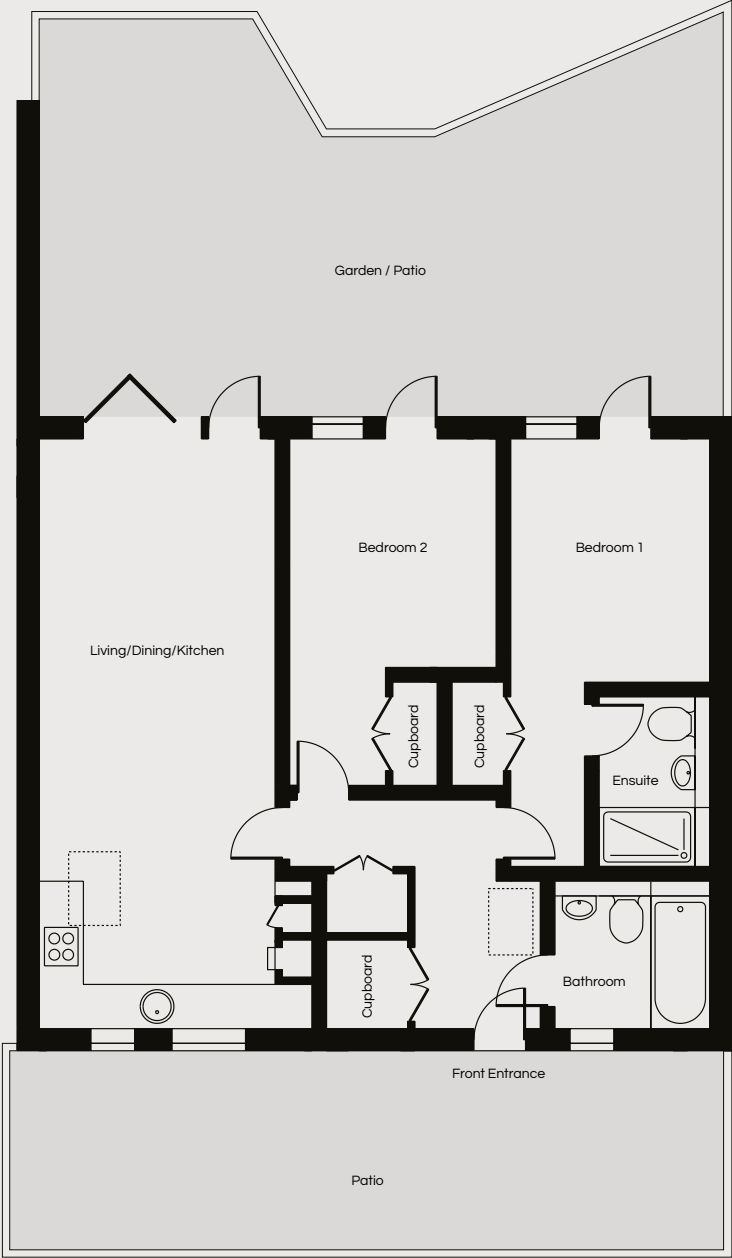 Garden / Patio
Bedroom 2
Bedroom 1
Living/Dining/Kitchen
Cupboard
Cupboard
Ensuite
Cupboard
Bathroom
Front Entrance
Patio